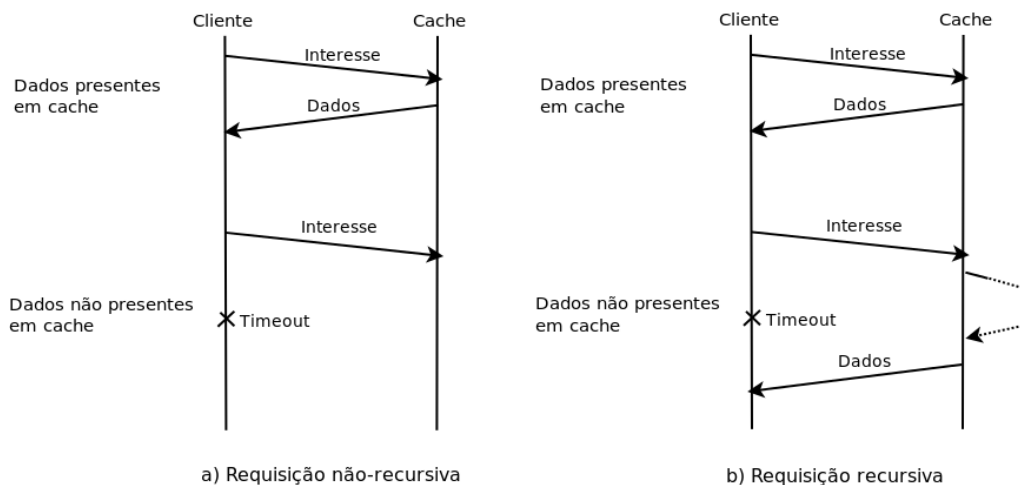 Cliente
Cache
Interesse
Dados presentes
em cache
Dados
Interesse
Dados não presentes
em cache
Timeout
a) Requisição não-recursiva
Cliente
Cache
Interesse
Dados presentes
em cache
Dados
Interesse
Dados não presentes
em cache
Timeout
Dados
b) Requisição recursiva